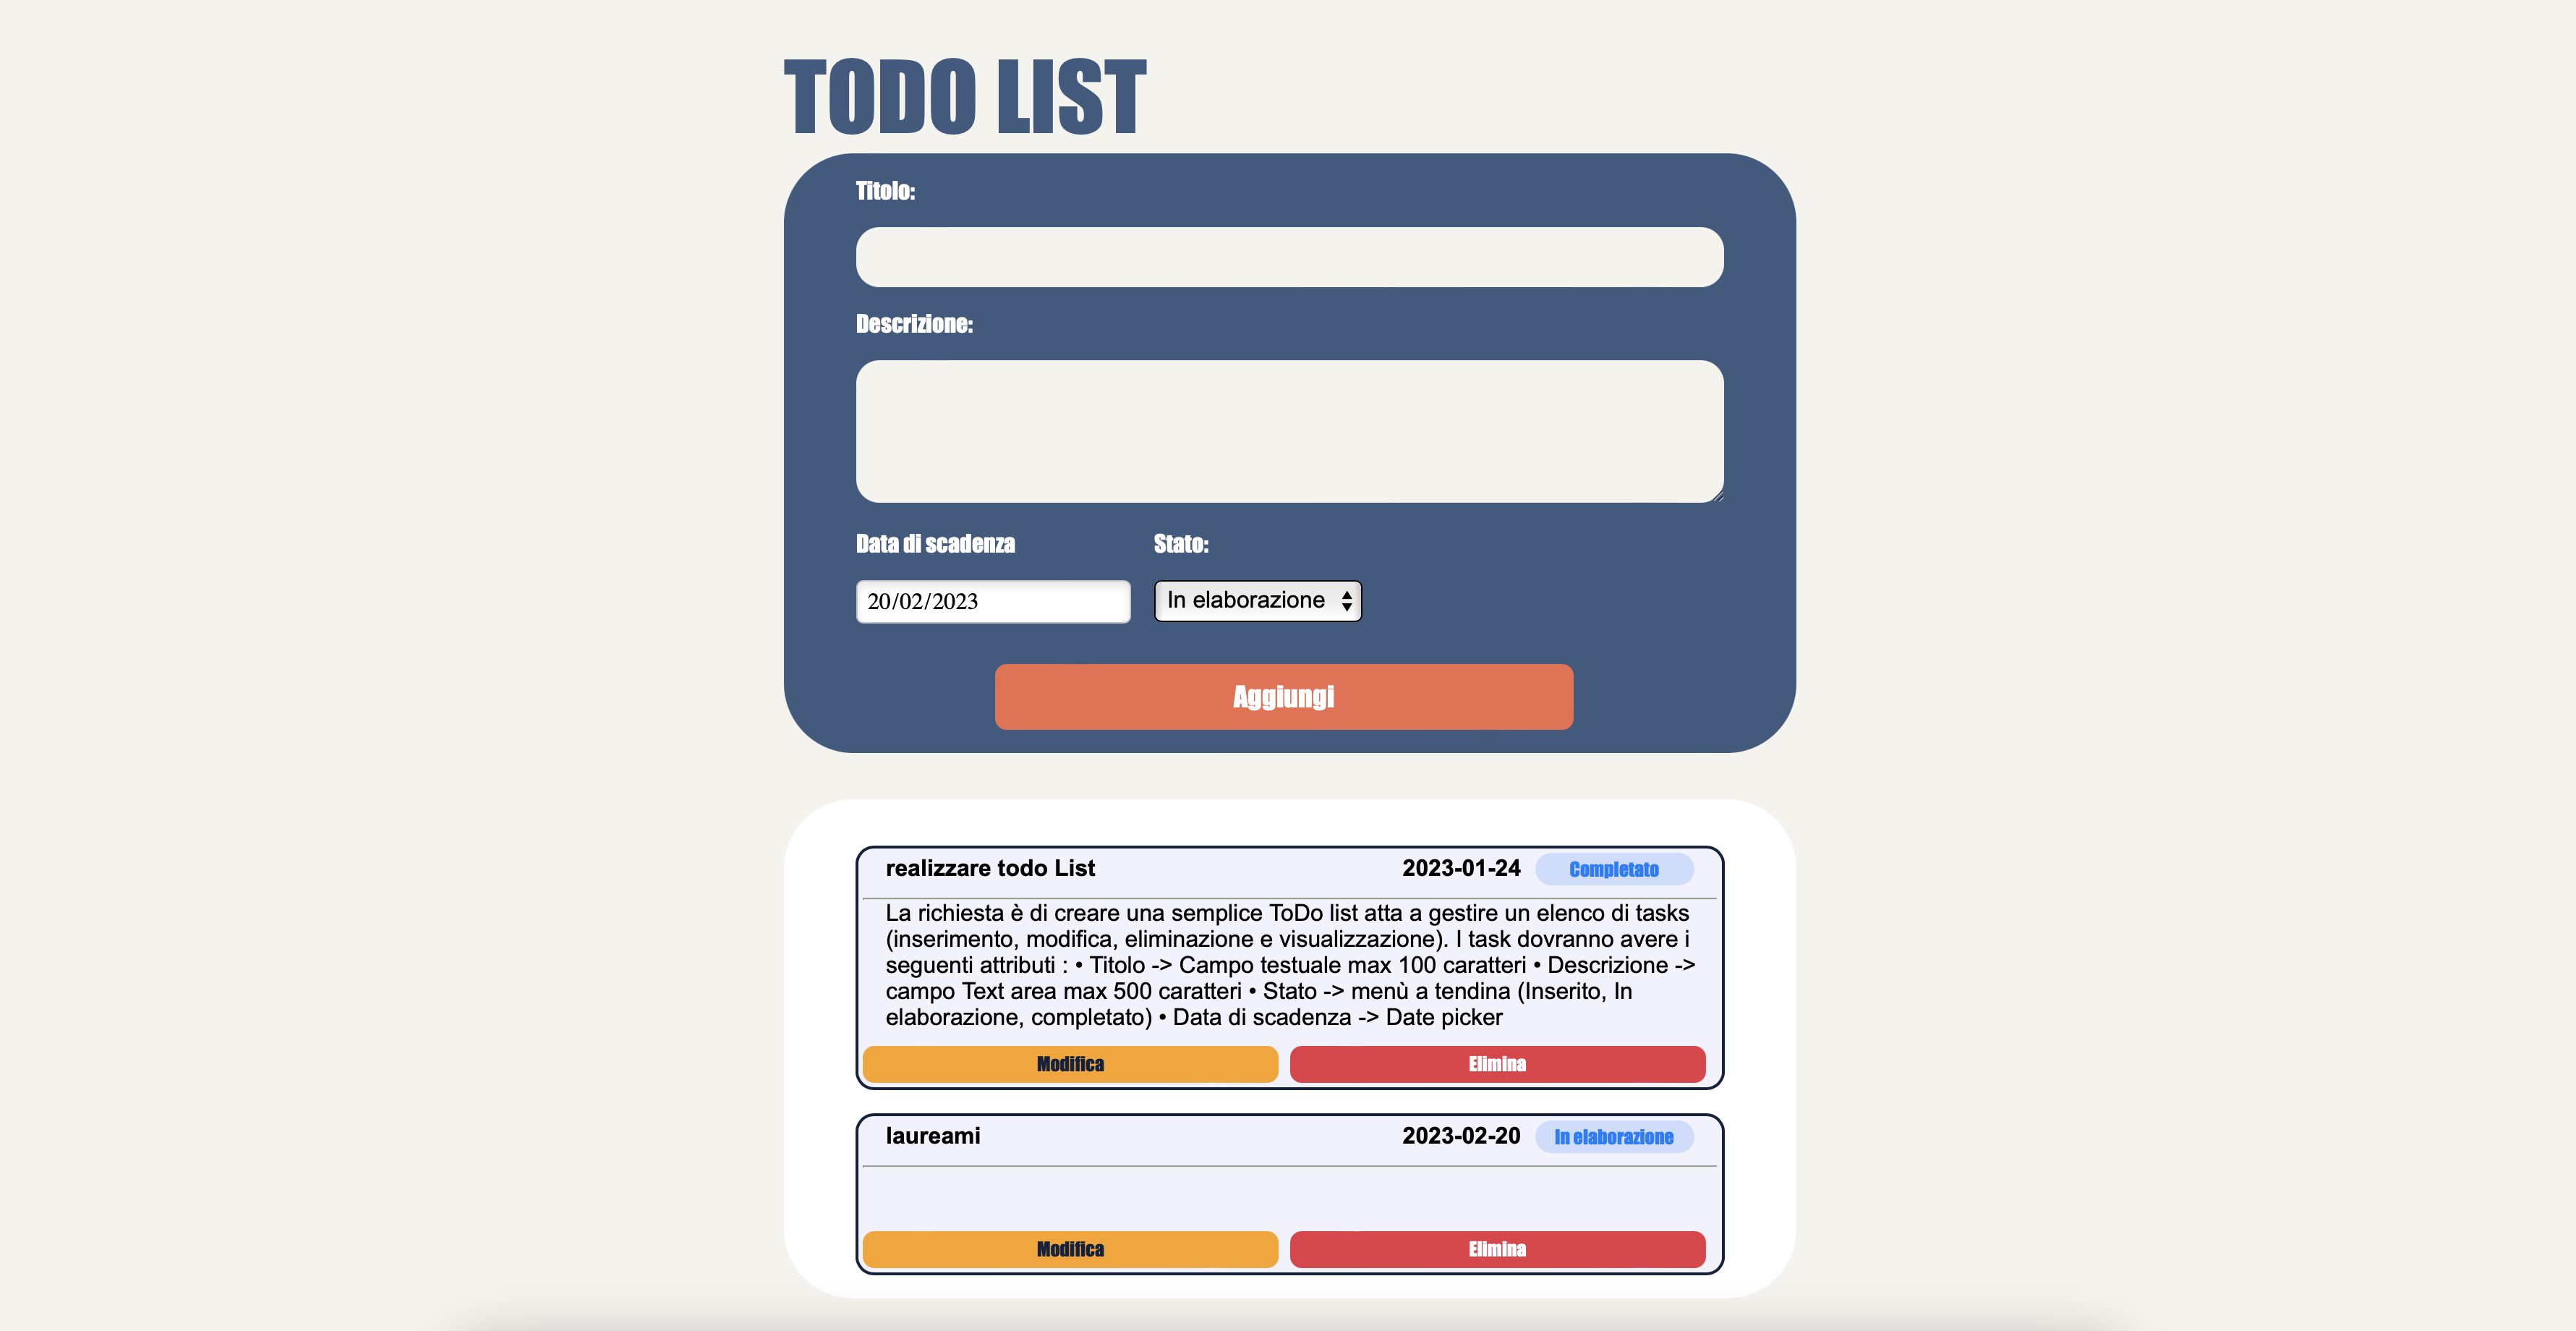 TODO LIST
Titolo:
Descrizione:
Data di scadenza Stato:
20/02/2023 In elaborazione
Aggiungi
realizzare todo List 2023-01-24 Completato
La richiesta è di creare una semplice ToDo list atta a gestire un elenco di tasks
(inserimento, modifica, eliminazione e visualizzazione). I task dovranno avere i
seguenti attributi : • Titolo -> Campo testuale max 100 caratteri • Descrizione ->
campo Text area max 500 caratteri • Stato -> menù a tendina (Inserito, In
elaborazione, completato) • Data di scadenza -> Date picker
Modifica Elimina
laureami 2023-02-20 In elaborazione
Modifica Elimina